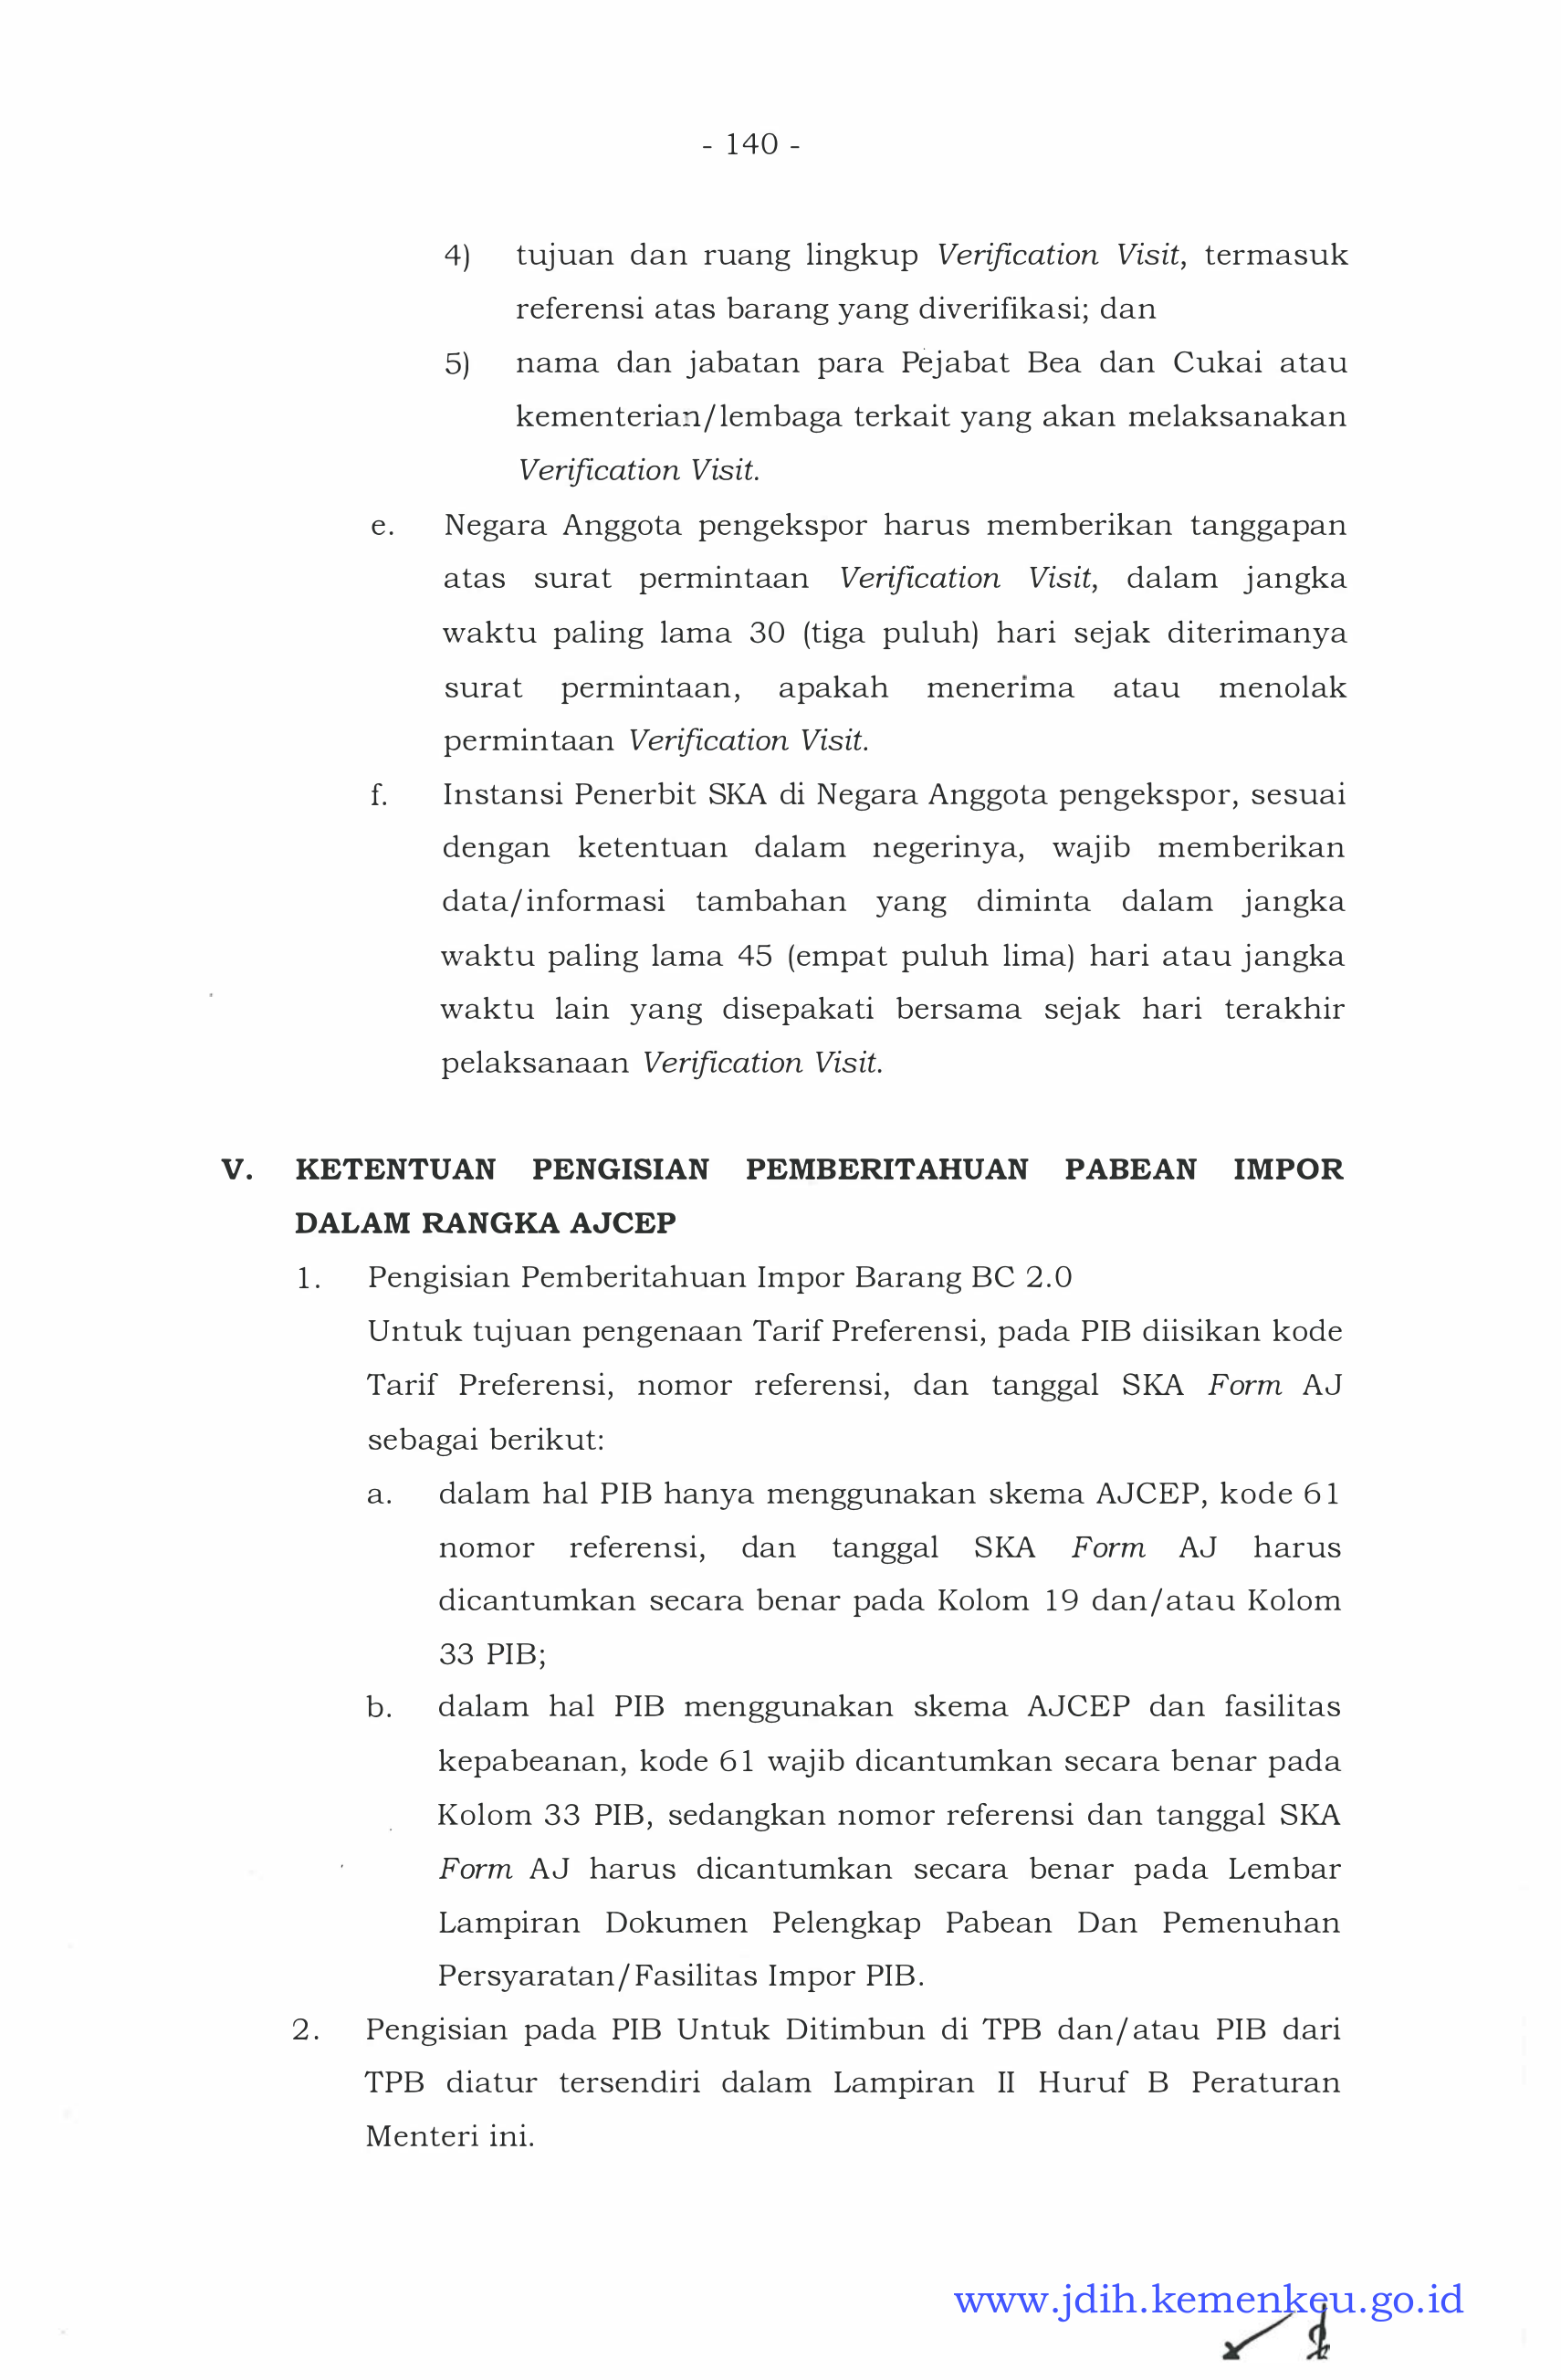 - 140 -
4) tujuan dan ruang lingkup Verification Visit, termasuk
referensi atas barang yang diverifikasi; dan
5) nama dan jabatan para Pejabat Bea dan Cukai atau
kementerian/lembaga terkait yang akan melaksanakan
Verification Visit.
e. Negara Anggota pengekspor harus memberikan tanggapan
atas surat permintaan Verification Visit, dalam jangka
waktu paling lama 30 (tiga puluh) hari sejak diterimanya
surat permintaan, apakah menerima atau menolak
permintaan Verification Visit.
f. Instansi Penerbit SKA di Negara Anggota pengekspor, sesuai
dengan ketentuan dalam negerinya, wajib memberikan
data/informasi tambahan yang diminta dalam jangka
waktu paling lama 45 (empat puluh lima) hari atau jangka
waktu lain yang disepakati bersama sejak hari terakhir
pelaksanaan Verification Visit.
V. KETENTUAN PENGISIAN PEMBERITAHUAN PABEAN IMPOR
DALAM RANGKA AJCEP
1. Pengisian Pemberitahuan Impor Barang BC 2.0
Untuk tujuan pengenaan Tarif Preferensi, pada PIB diisikan kode
Tarif Preferensi, nomor referensi, dan tanggal SKA Form AJ
sebagai berikut:
a. dalam hal PIB hanya menggunakan skema AJCEP, kode 61
nomor referensi, dan tanggal SKA Form AJ harus
dicantumkan secara benar pada Kolom 19 dan/atau Kolom
33 PIB;
b. dalam hal PIB menggunakan skema AJCEP dan fasilitas
kepabeanan, kode 61 wajib dicantumkan secara benar pada
Kolom 33 PIB, sedangkan nomor referensi dan tanggal SKA
Form AJ harus dicantumkan secara benar pada Lembar
Lampiran Dokumen Pelengkap Pabean Dan Pemenuhan
Persyaratan/Fasilitas Impor PIB.
2. Pengisian pada PIB Untuk Ditimbun di TPB dan/atau PIB dari
TPB diatur tersendiri dalam Lampiran II Huruf B Peraturan
Menteri ini.
www.jdih.kemenkeu.go.id